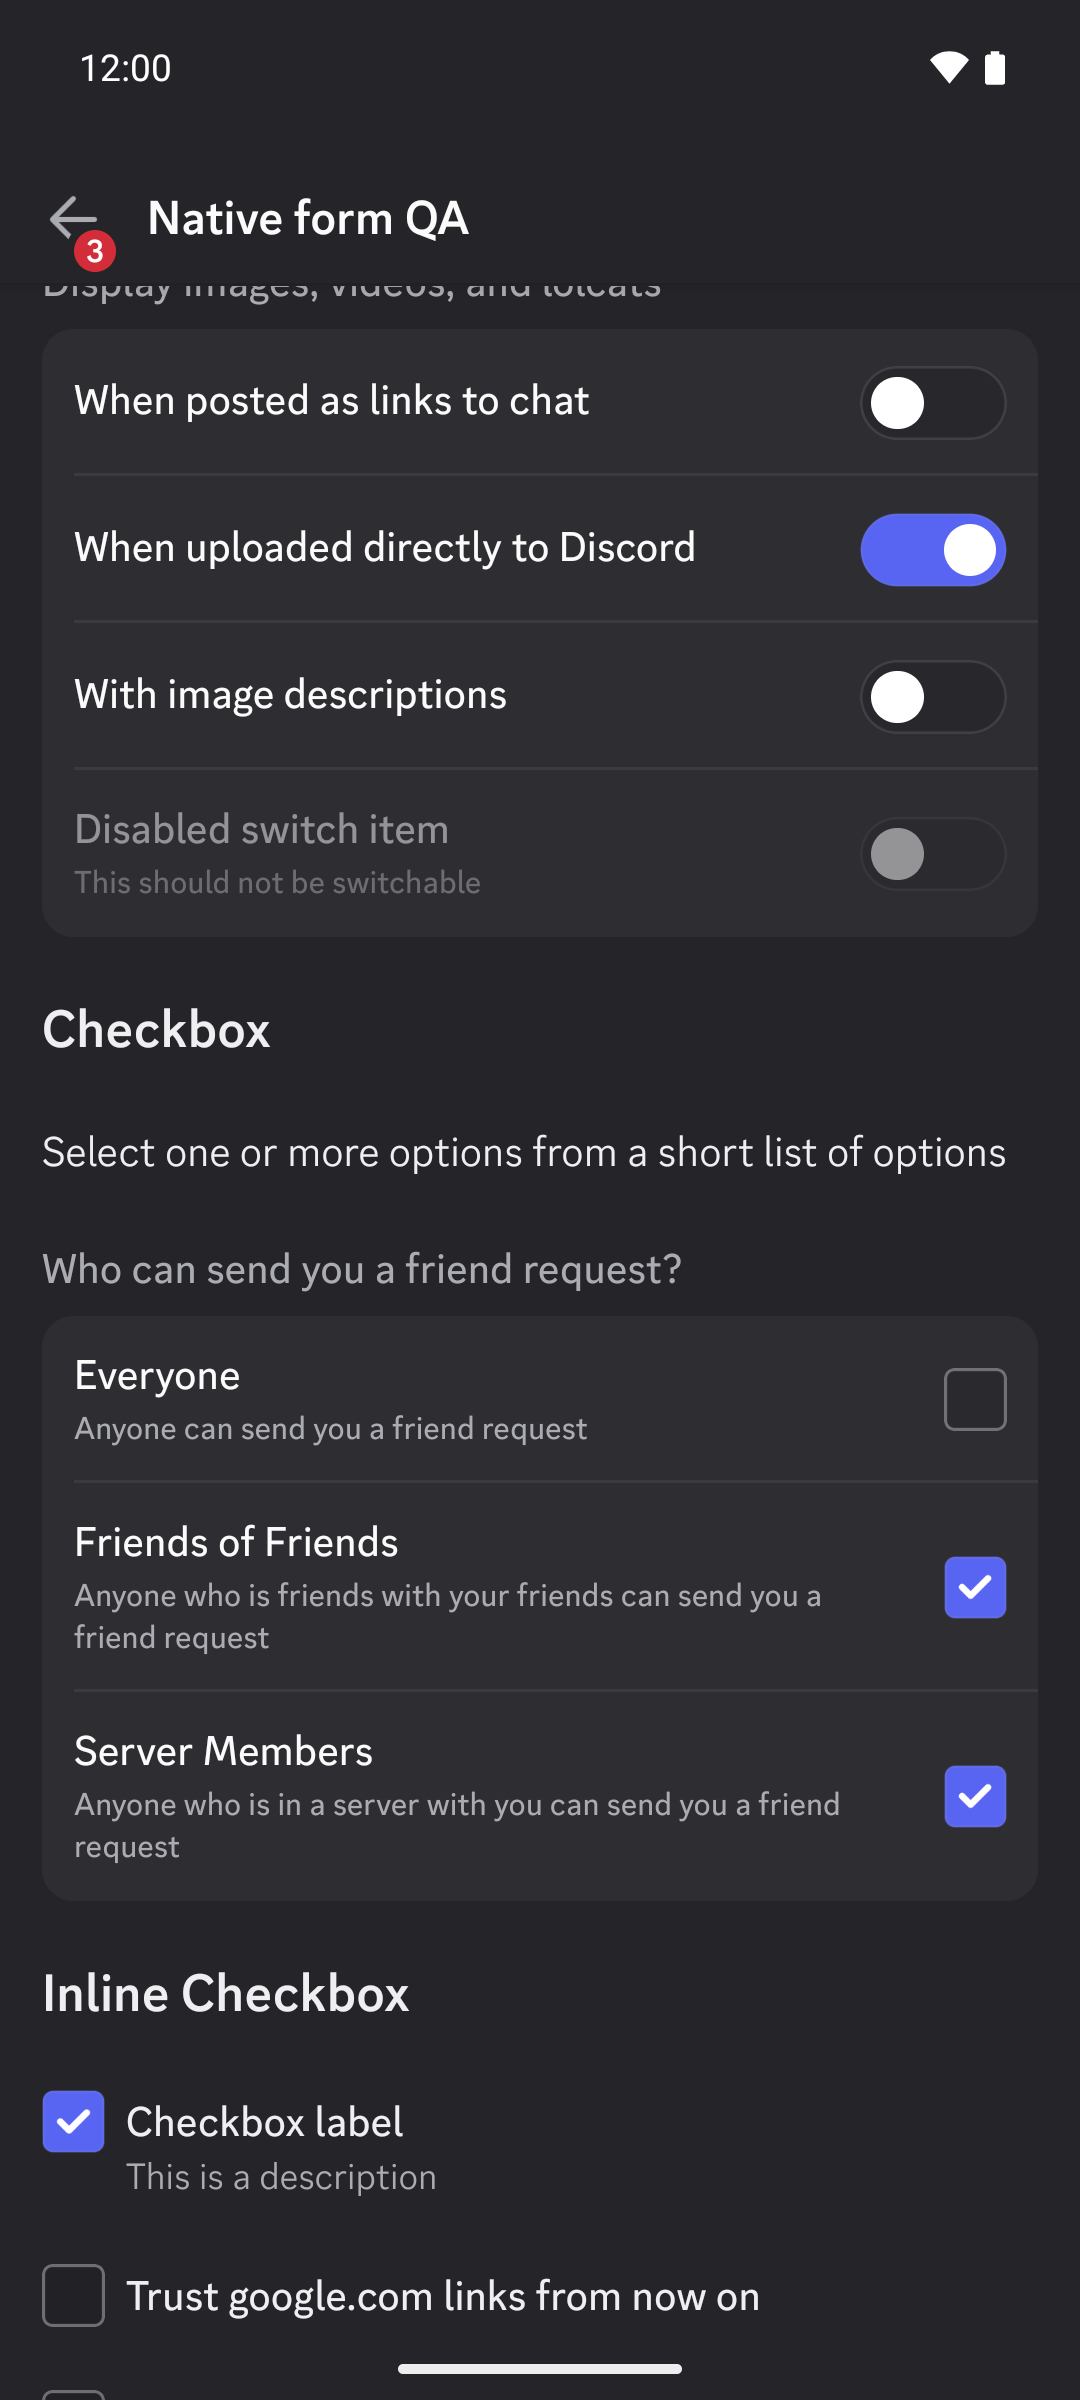 12:00
3
Native form QA
Display images, videos, and lolcats
When posted as links to chat
When uploaded directly to Discord
With image descriptions
Disabled switch item
This should not be switchable
Checkbox
Select one or more options from a short list of options
Who can send you a friend request?
Everyone
Anyone can send you a friend request
Friends of Friends
Anyone who is friends with your friends can send you a
friend request
Server Members
Anyone who is in a server with you can send you a friend
request
Inline Checkbox
Checkbox label
This is a description
Trust google.com links from now on